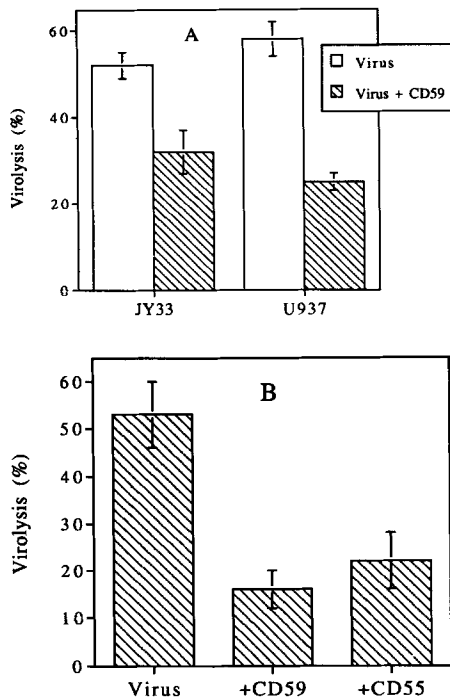 A
60
40
20
0
Virolysis (%)
Virus
Virus + CD59
JY33 U937
B
60
50
40
30
20
10
0
Virolysis (%)
Virus +CD59 +CD55